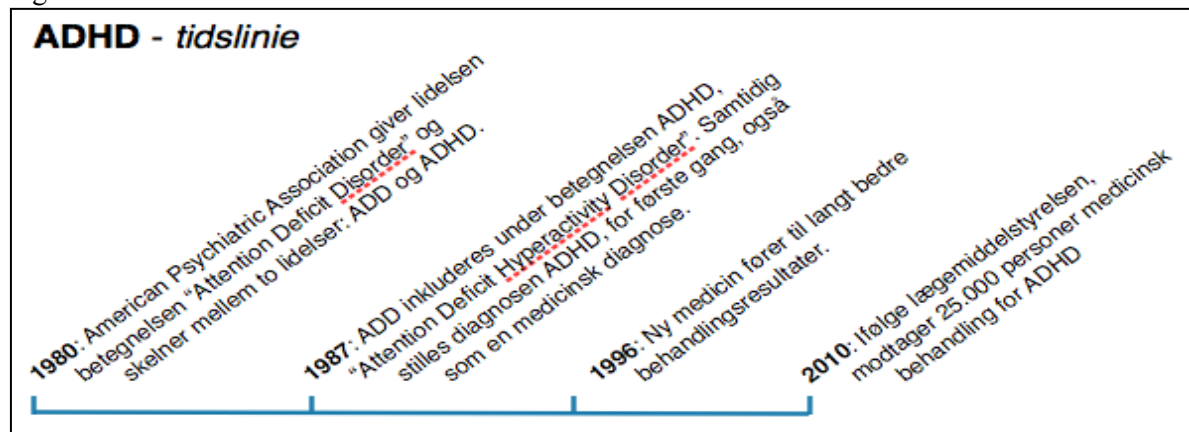 ADHD - tidslinie
1980: American Psychiatric Association giver lidelsen
betegnelsen “Attention Deficit Disorder” og
skelner mellem to lidelser: ADD og ADHD.
1987: ADD inkluderes under betegnelsen ADHD,
“Attention Deficit Hyperactivity Disorder”. Samtidig
stilles diagnosen ADHD, for første gang, også
som en medicinsk diagnose.
1996: Ny medicin fører til langt bedre
behandlingsresultater.
2010: Ifølge lægemiddelstyrelsen,
modtager 25.000 personer medicinsk
behandling for ADHD